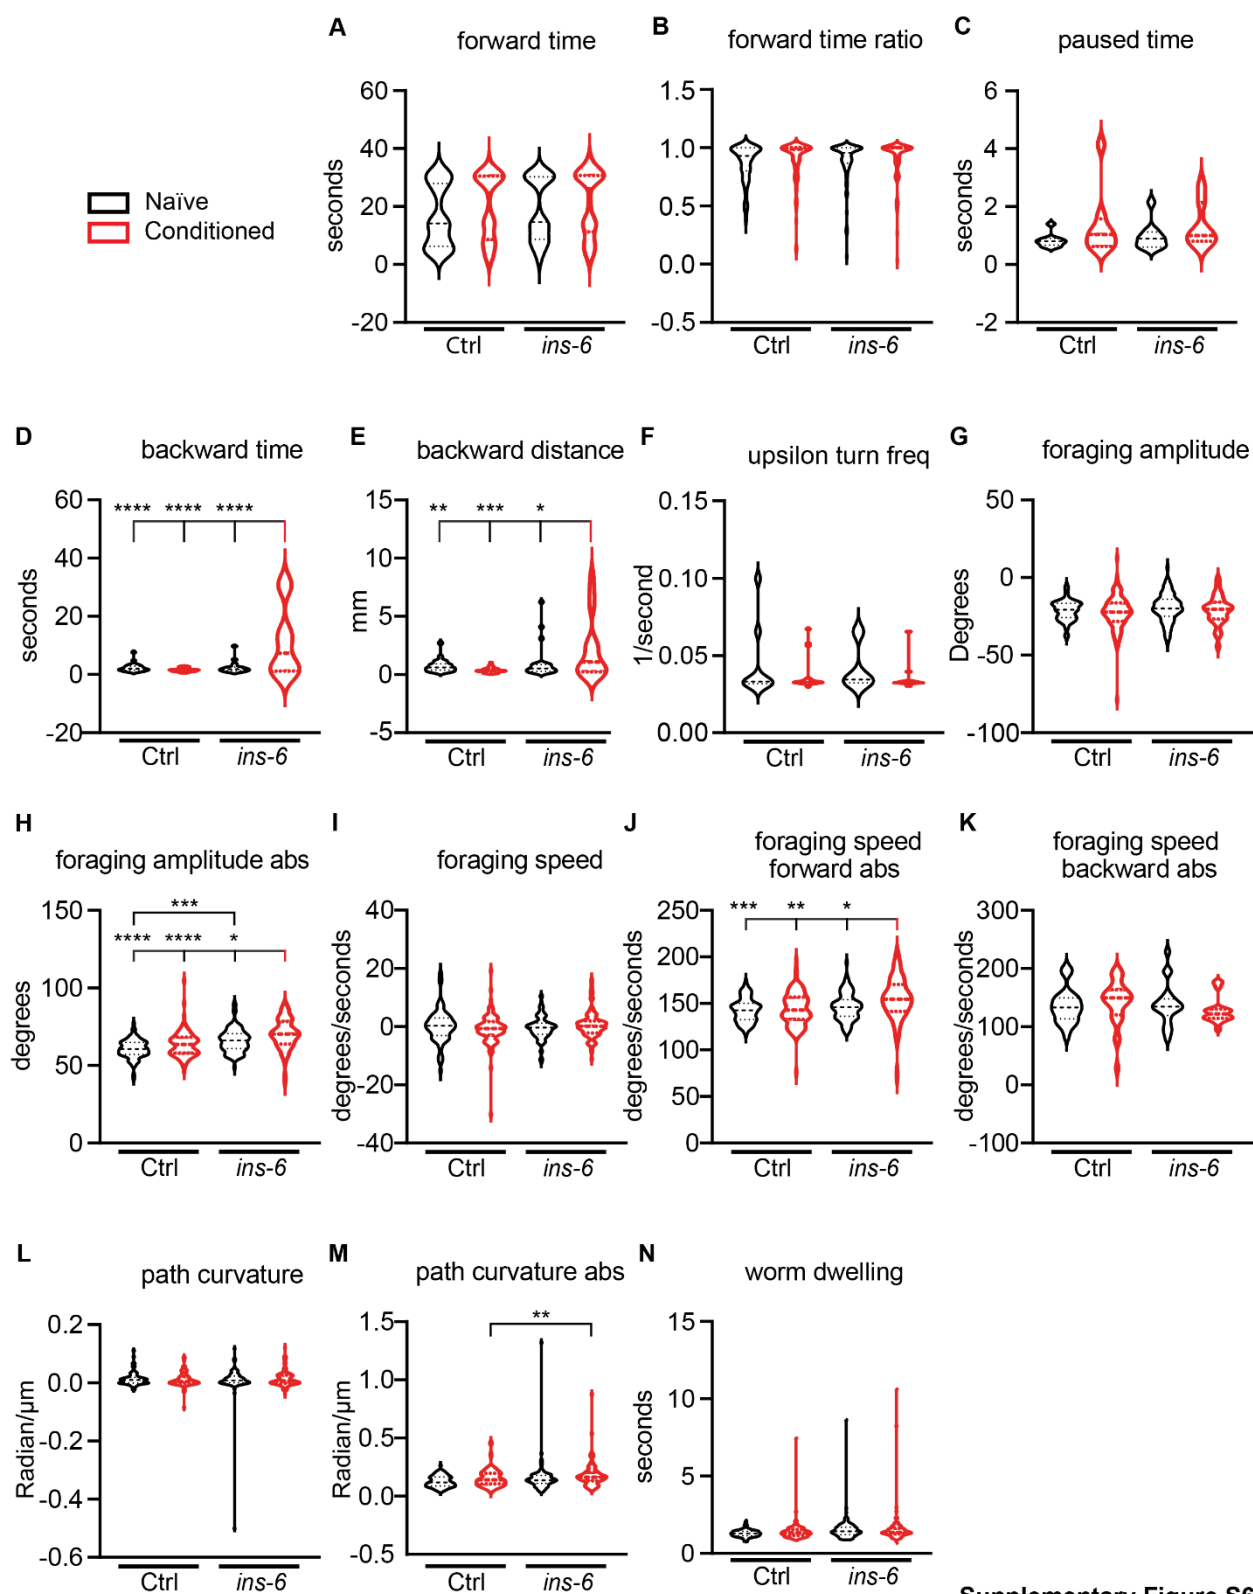 A
forward time
B
forward time ratio
C
paused time
60
40
20
0
-20
seconds
Ctrl
ins-6
1.5
1.0
0.5
0.0
-0.5
Ctrl
ins-6
6
4
2
0
-2
seconds
Ctrl
ins-6
Naïve
Conditioned
D
backward time
E
backward distance
F
upsilon turn freq
G
foraging amplitude
60
40
20
0
-20
seconds
**** **** ****
Ctrl
ins-6
15
10
5
0
-5
mm
** *** *
Ctrl
ins-6
0.15
0.10
0.05
0.00
1/second
Ctrl
ins-6
50
0
-50
-100
Degrees
Ctrl
ins-6
H
foraging amplitude abs
I
foraging speed
J
foraging speed
forward abs
K
foraging speed
backward abs
150
100
50
0
degrees
***
**** **** *
Ctrl
ins-6
40
20
0
-20
-40
degrees/seconds
Ctrl
ins-6
250
200
150
100
50
0
degrees/seconds
*** ** *
Ctrl
ins-6
300
200
100
0
-100
degrees/seconds
Ctrl
ins-6
L
path curvature
M
path curvature abs
N
worm dwelling
0.2
0.0
-0.2
-0.4
-0.6
Radian/µm
Ctrl
ins-6
1.5
1.0
0.5
0.0
-0.5
Radian/µm
**
Ctrl
ins-6
15
10
5
0
seconds
Ctrl
ins-6
Supplementary Figure S6